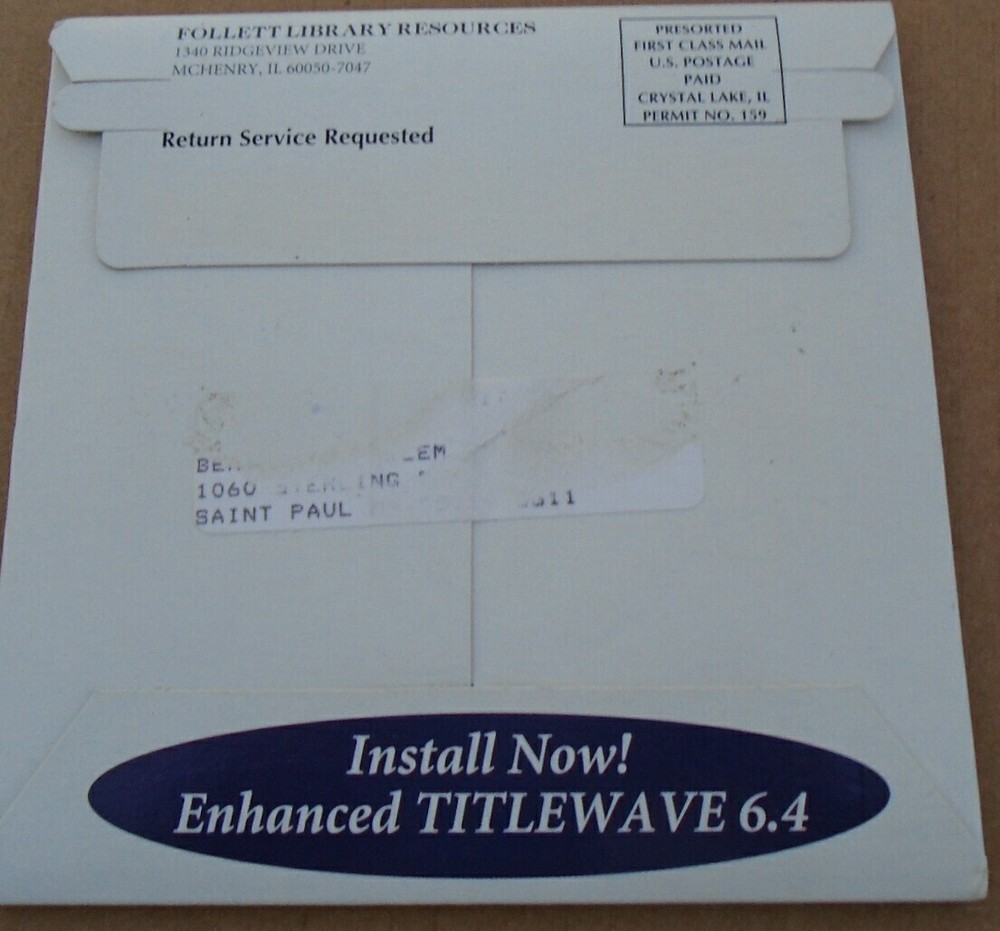 FOLLETT LIBRARY RESOURCES
1340 RIDGEVIEW DRIVE
MCHENRY, IL 60050-7047
PRESORTED
FIRST CLASS MAIL
U.S. POSTAGE
PAID
CRYSTAL LAKE, IL
PERMIT NO. 159
Return Service Requested
1060
SAINT PAUL
Install Now!
Enhanced TITLEWAVE 6.4